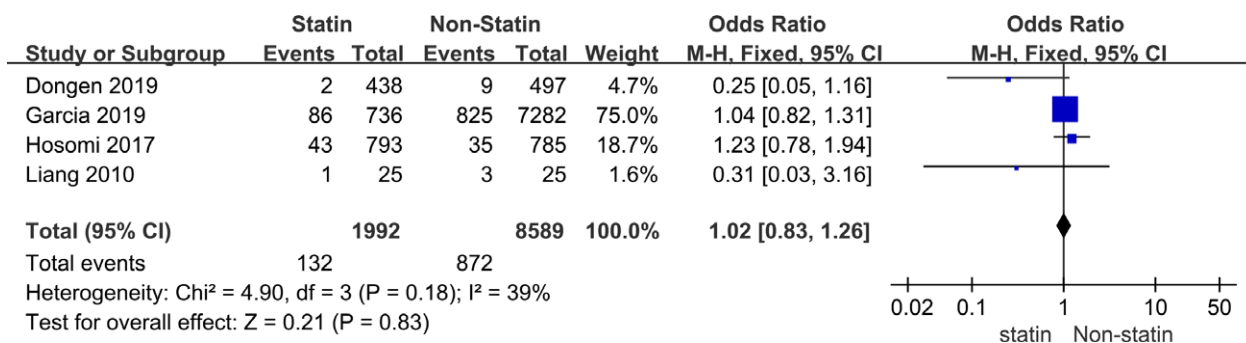 Statin Non-Statin Odds Ratio Odds Ratio
Study or Subgroup Events Total Events Total Weight M-H, Fixed, 95% CI M-H, Fixed, 95% CI
Dongen 2019 2 438 9 497 4.7% 0.25 [0.05, 1.16]
Garcia 2019 86 736 825 7282 75.0% 1.04 [0.82, 1.31]
Hosomi 2017 43 793 35 785 18.7% 1.23 [0.78, 1.94]
Liang 2010 1 25 3 25 1.6% 0.31 [0.03, 3.16]
Total (95% CI) 1992 8589 100.0% 1.02 [0.83, 1.26]
Total events 132 872
Heterogeneity: Chi² = 4.90, df = 3 (P = 0.18); I² = 39%
Test for overall effect: Z = 0.21 (P = 0.83)
0.02 0.1 1 10 50
statin Non-statin